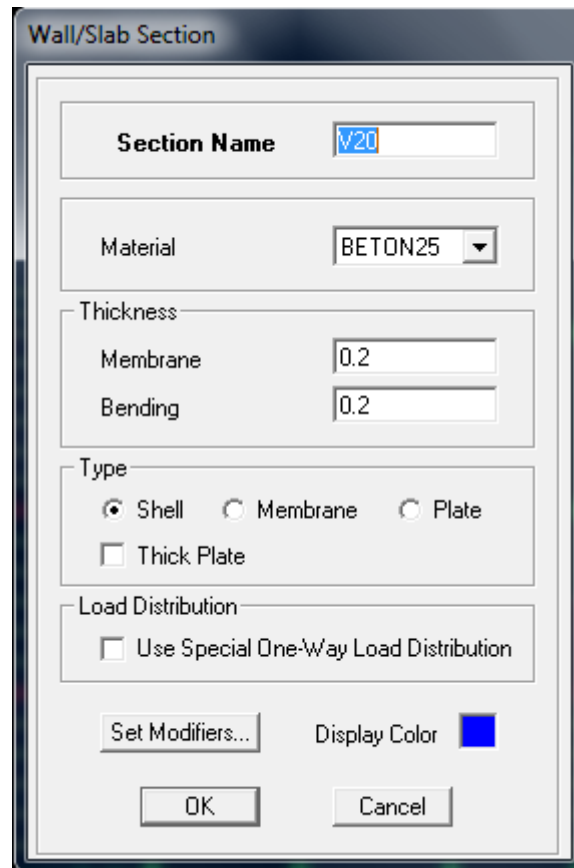 Wall/Slab Section
Section Name V20
Material BETON25
Thickness
Membrane 0.2
Bending 0.2
Type
Shell Membrane Plate
Thick Plate
Load Distribution
Use Special One-Way Load Distribution
Set Modifiers... Display Color
OK Cancel